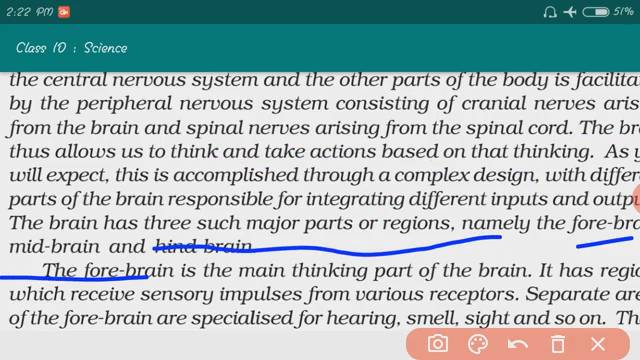 2:22 PM 51%
Class 10 : Science
the central nervous system and the other parts of the body is facilita
by the peripheral nervous system consisting of cranial nerves aris
from the brain and spinal nerves arising from the spinal cord. The bra
thus allows us to think and take actions based on that thinking. As y
will expect, this is accomplished through a complex design, with differe
parts of the brain responsible for integrating different inputs and outpu
The brain has three such major parts or regions, namely the fore-bra
mid-brain and hind-brain.
The fore-brain is the main thinking part of the brain. It has regio
which receive sensory impulses from various receptors. Separate are
of the fore-brain are specialised for hearing, smell, sight and so on. Th